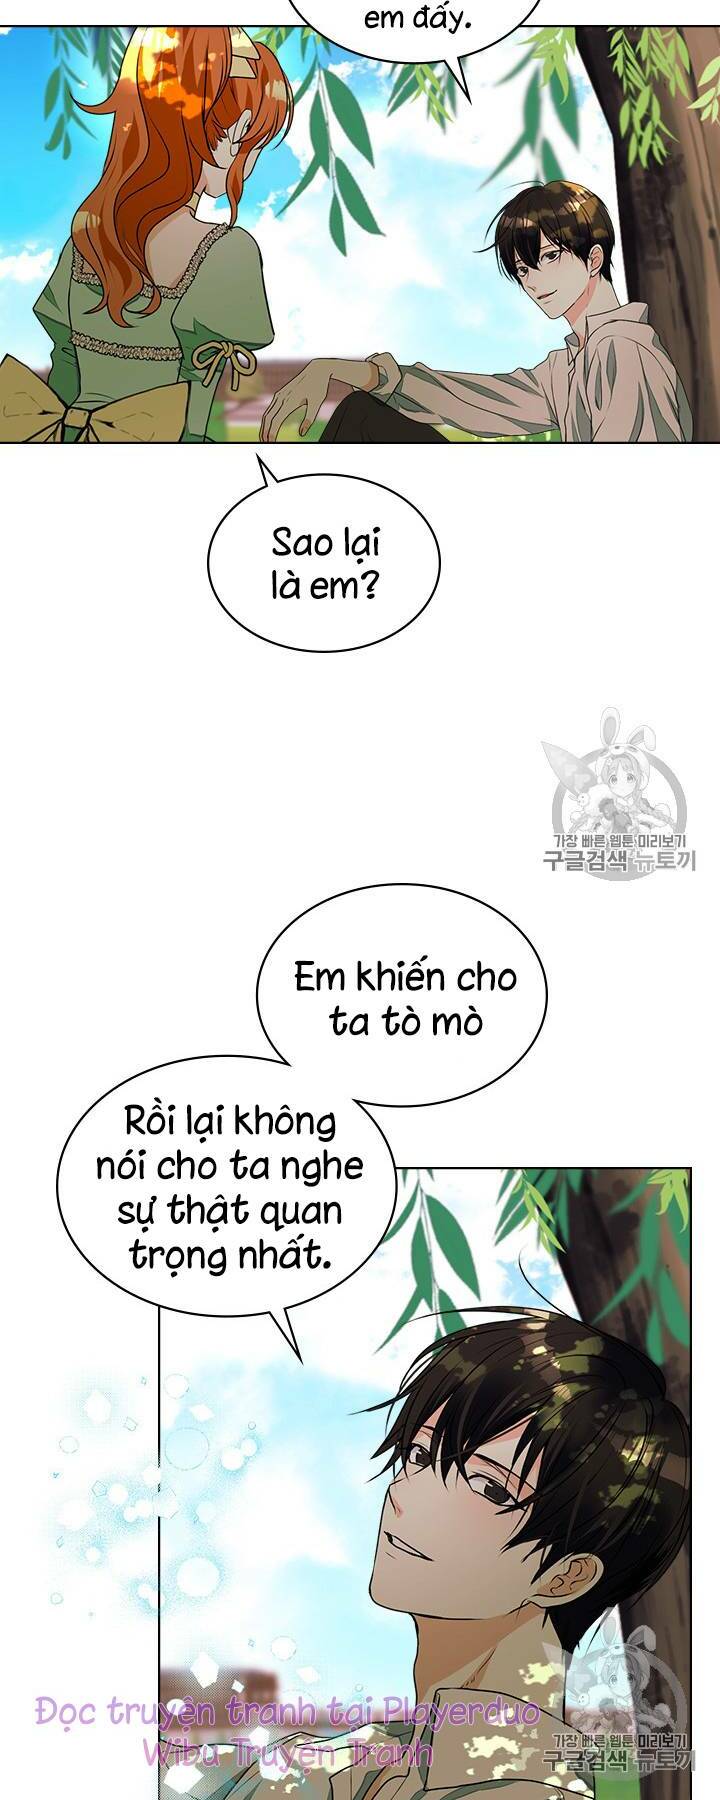 em đấy.
Sao lại
là em?
가장 빠른 웹툰 미리보기
구글검색 뉴토끼
Em khiến cho
ta tò mò
Rồi lại không
nói cho ta nghe
sự thật quan
trọng nhất.
Đọc truyện tranh tại Playerduo
Wibu Truyện Tranh
가장 빠른 웹툰 미리보기
구글검색 뉴토끼